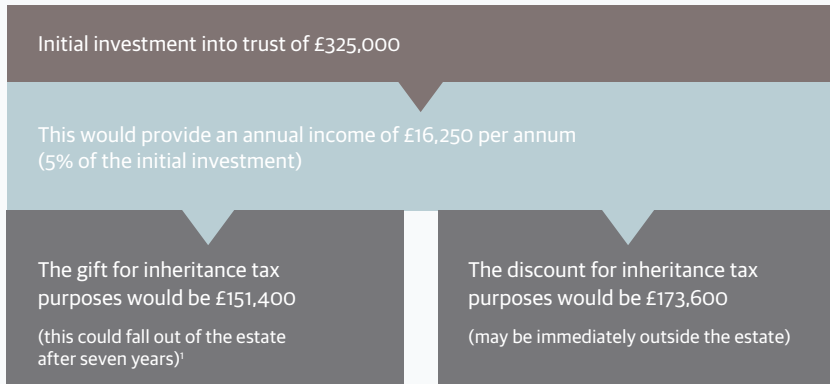 Initial investment into trust of £325,000
This would provide an annual income of £16,250 per annum
(5% of the initial investment)
The gift for inheritance tax
purposes would be £151,400
(this could fall out of the estate
after seven years)¹
The discount for inheritance tax
purposes would be £173,600
(may be immediately outside the estate)